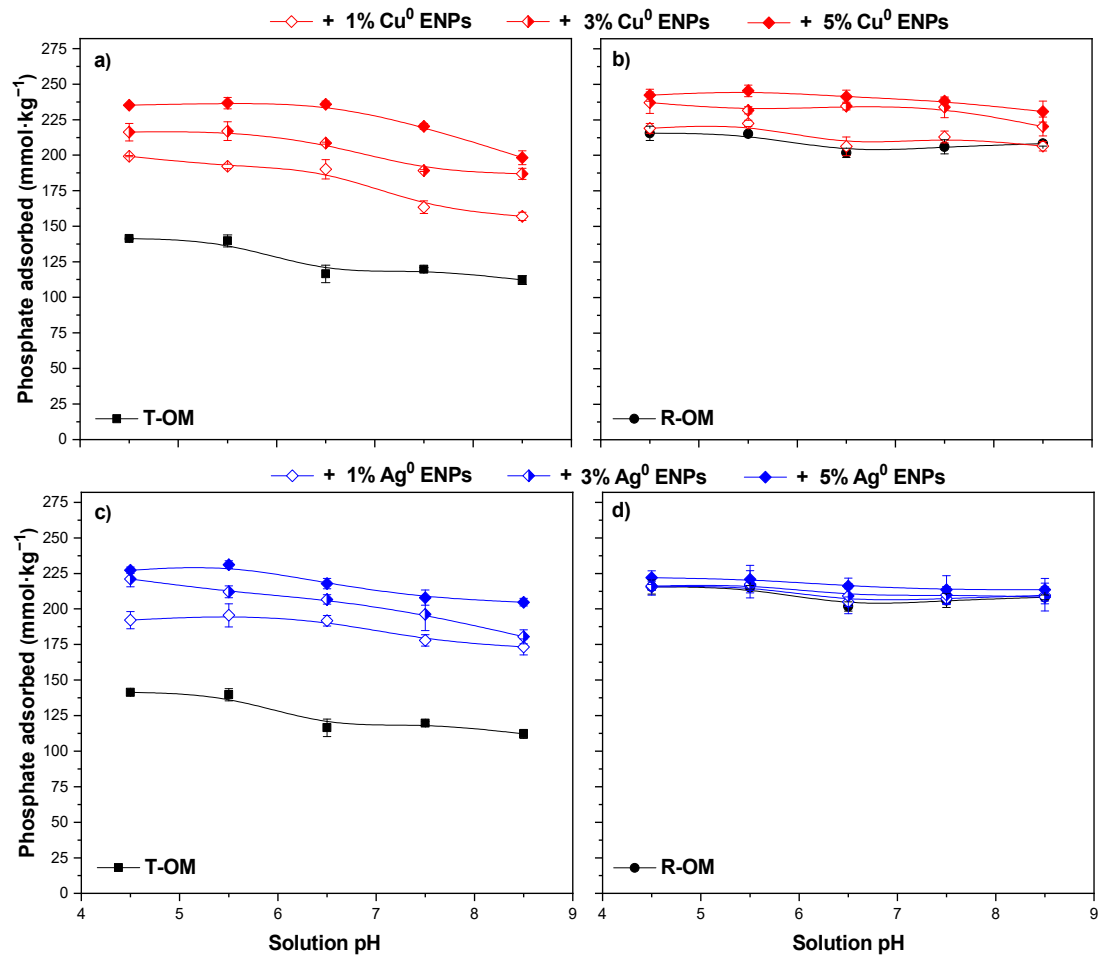 + 1% Cu⁰ ENPs + 3% Cu⁰ ENPs + 5% Cu⁰ ENPs
a)
b)
275
250
225
200
175
150
125
100
75
50
25
0
Phosphate adsorbed (mmol·kg⁻¹)
T-OM
R-OM
+ 1% Ag⁰ ENPs + 3% Ag⁰ ENPs + 5% Ag⁰ ENPs
c)
d)
275
250
225
200
175
150
125
100
75
50
25
0
Phosphate adsorbed (mmol·kg⁻¹)
T-OM
R-OM
4 5 6 7 8 9
4 5 6 7 8 9
Solution pH
Solution pH